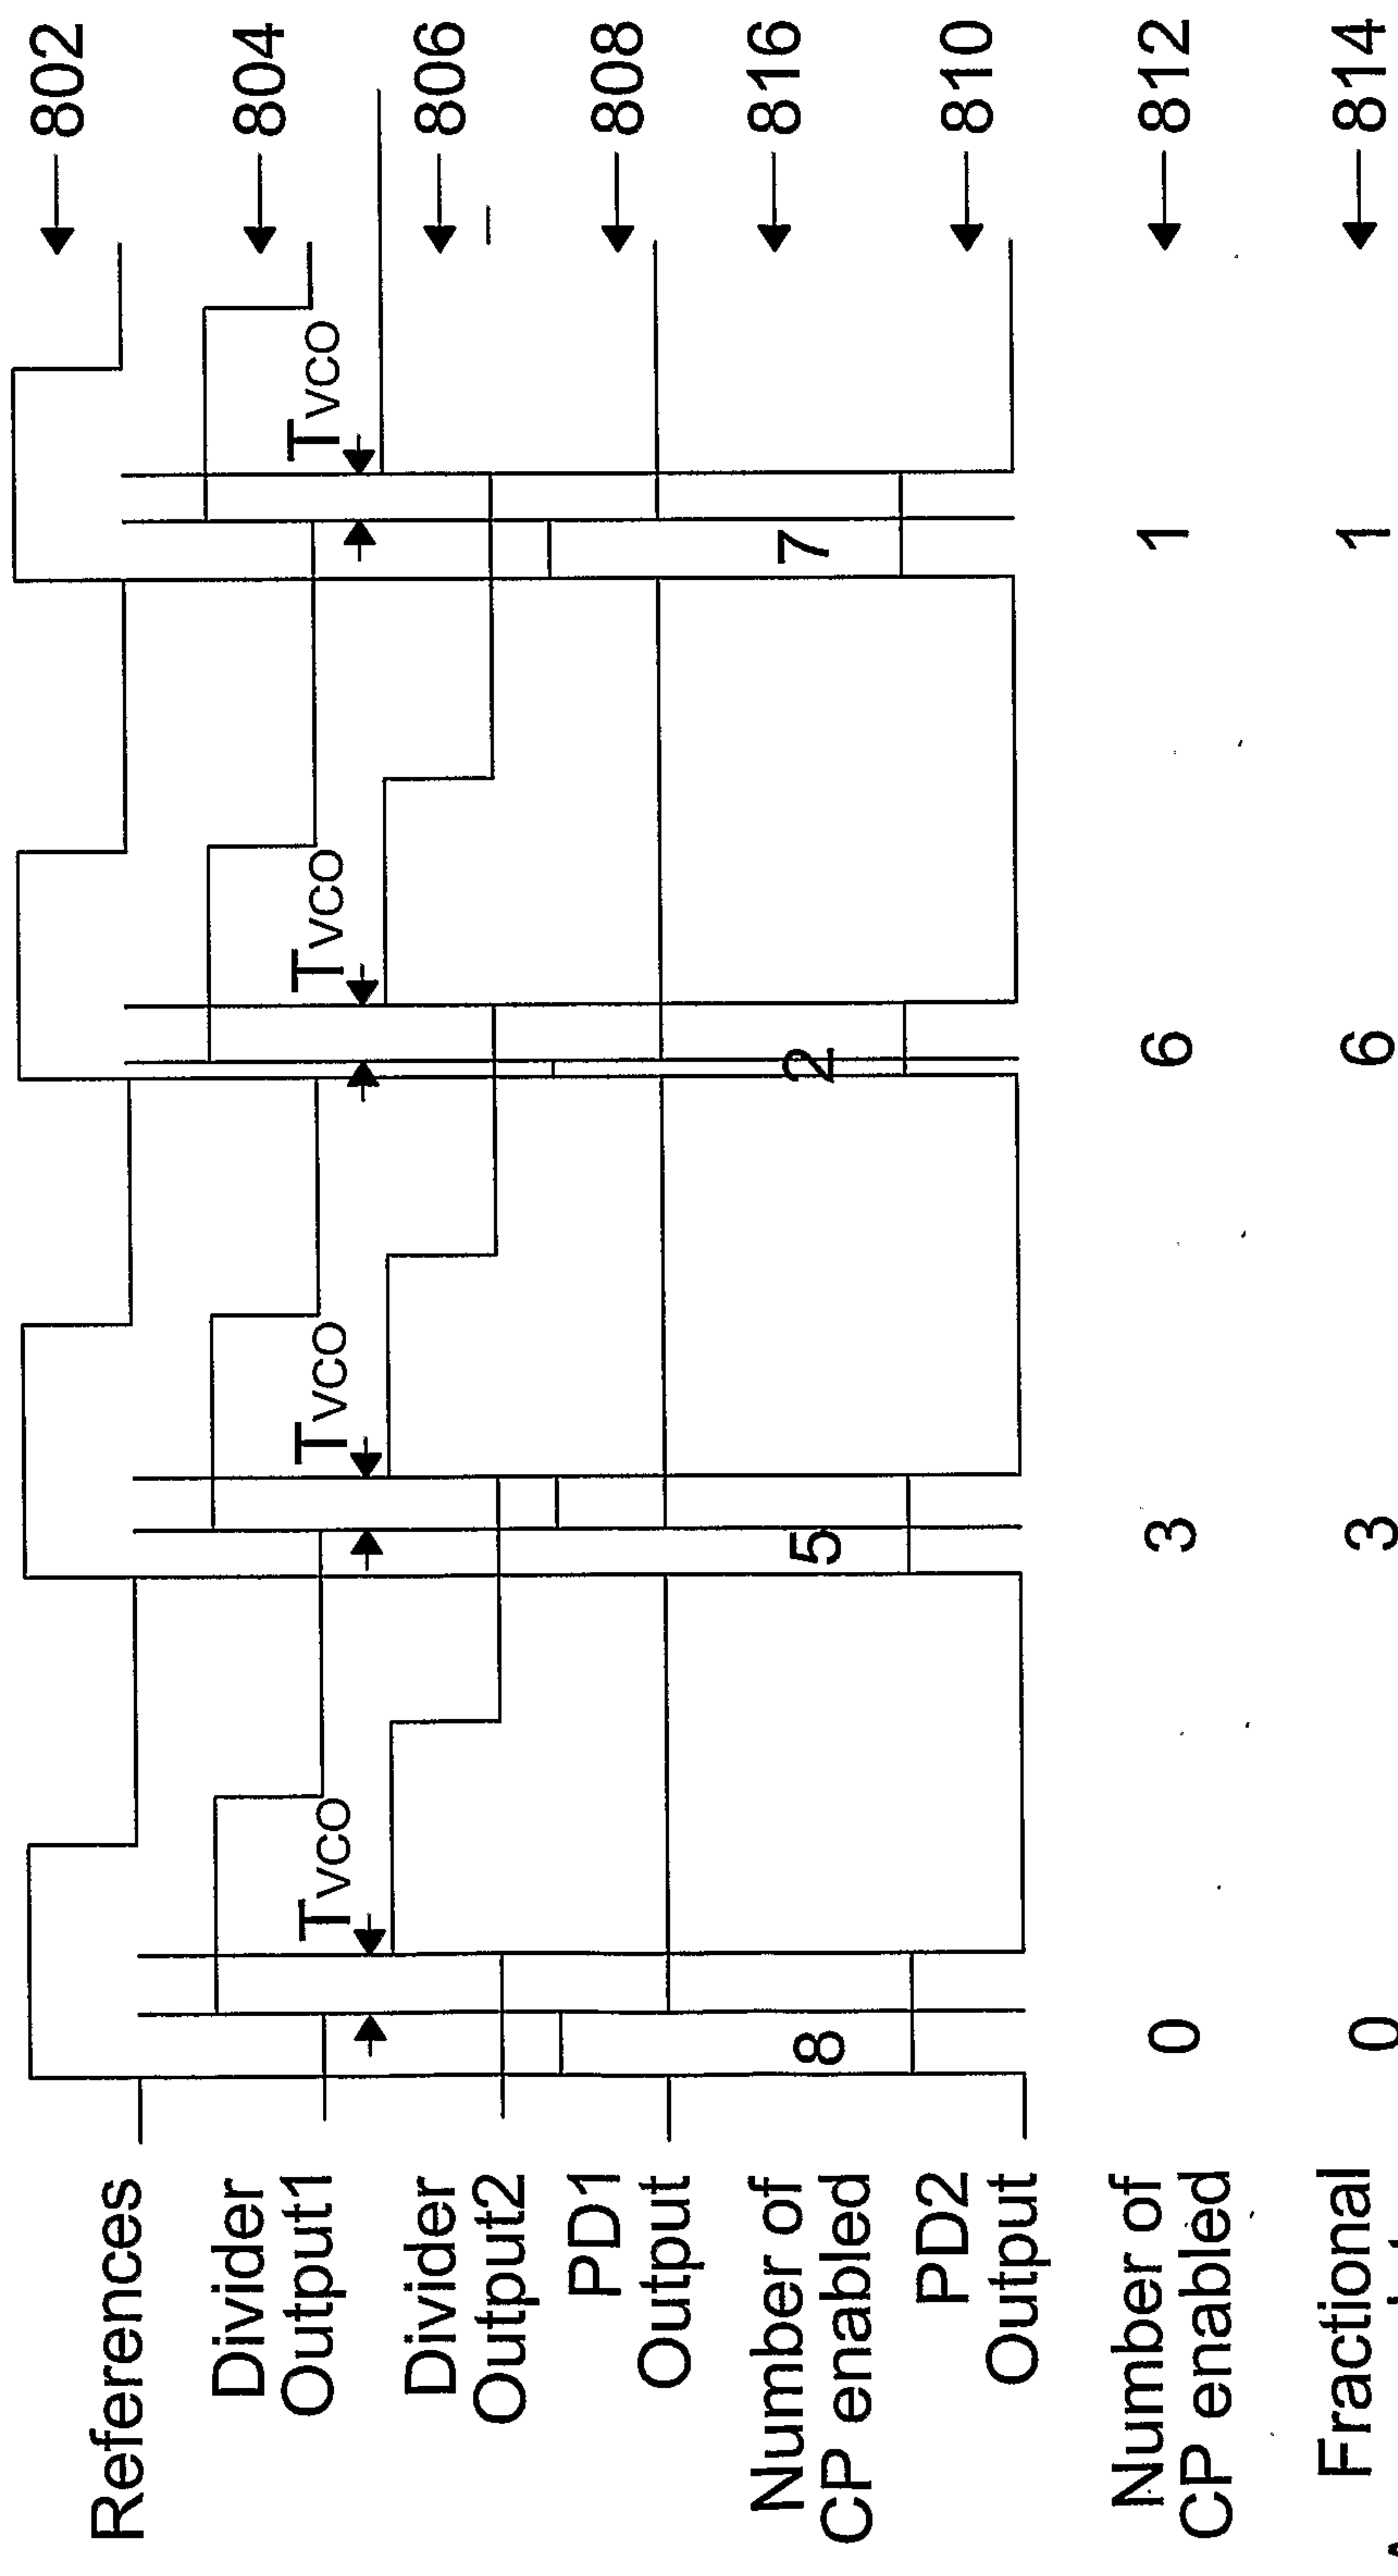 References
802
Divider
Output1
804
TVCO
TVCO
TVCO
TVCO
Divider
Output2
806
PD1
Output
808
Number of
CP enabled
8
5
2
7
816
PD2
Output
810
Number of
CP enabled
0
3
6
1
812
Fractional
0
3
6
1
814